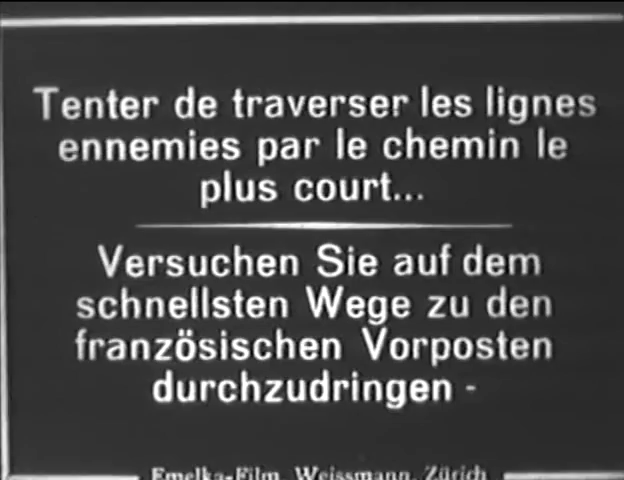 Tenter de traverser les lignes
ennemies par le chemin le
plus court...
Versuchen Sie auf dem
schnellsten Wege zu den
französischen Vorposten
durchzudringen -
Emelka-Film, Weissmann, Zürich